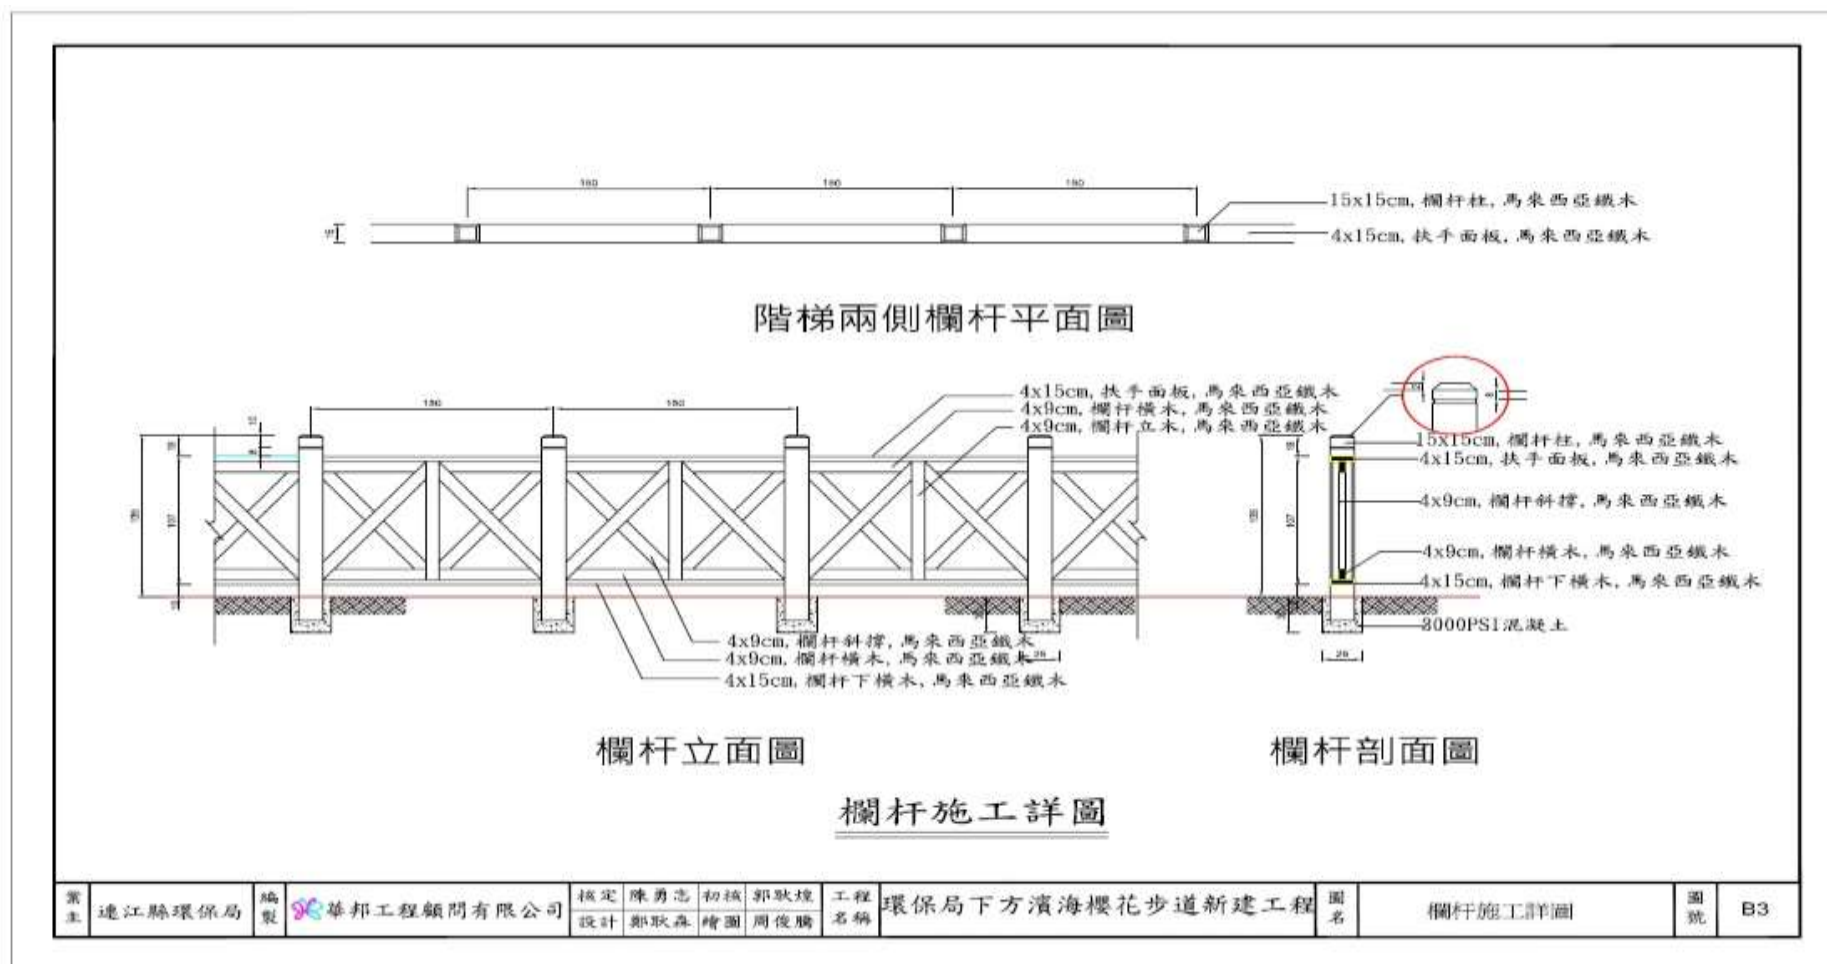 180 180 180
15x15cm, 欄杆柱, 馬來西亞鐵木
4x15cm, 扶手面板, 馬來西亞鐵木
15
階梯兩側欄杆平面圖
180 180
4x15cm, 扶手面板, 馬來西亞鐵木
4x9cm, 欄杆橫木, 馬來西亞鐵木
4x9cm, 欄杆立木, 馬來西亞鐵木
15x15cm, 欄杆柱, 馬來西亞鐵木
4x15cm, 扶手面板, 馬來西亞鐵木
4x9cm, 欄杆斜撐, 馬來西亞鐵木
107
107
4x9cm, 欄杆橫木, 馬來西亞鐵木
4x15cm, 欄杆下橫木, 馬來西亞鐵木
3000PSI混凝土
4x9cm, 欄杆斜撐, 馬來西亞鐵木
4x9cm, 欄杆橫木, 馬來西亞鐵木
4x15cm, 欄杆下橫木, 馬來西亞鐵木
25
25
欄杆立面圖
欄杆剖面圖
欄杆施工詳圖
業主 連江縣環保局
編製 華邦工程顧問有限公司
核定 陳勇志 初核 郭耿煌
設計 鄭耿森 繪圖 周俊騰
工程名稱 環保局下方濱海櫻花步道新建工程
圖名 欄杆施工詳圖
圖號 B3